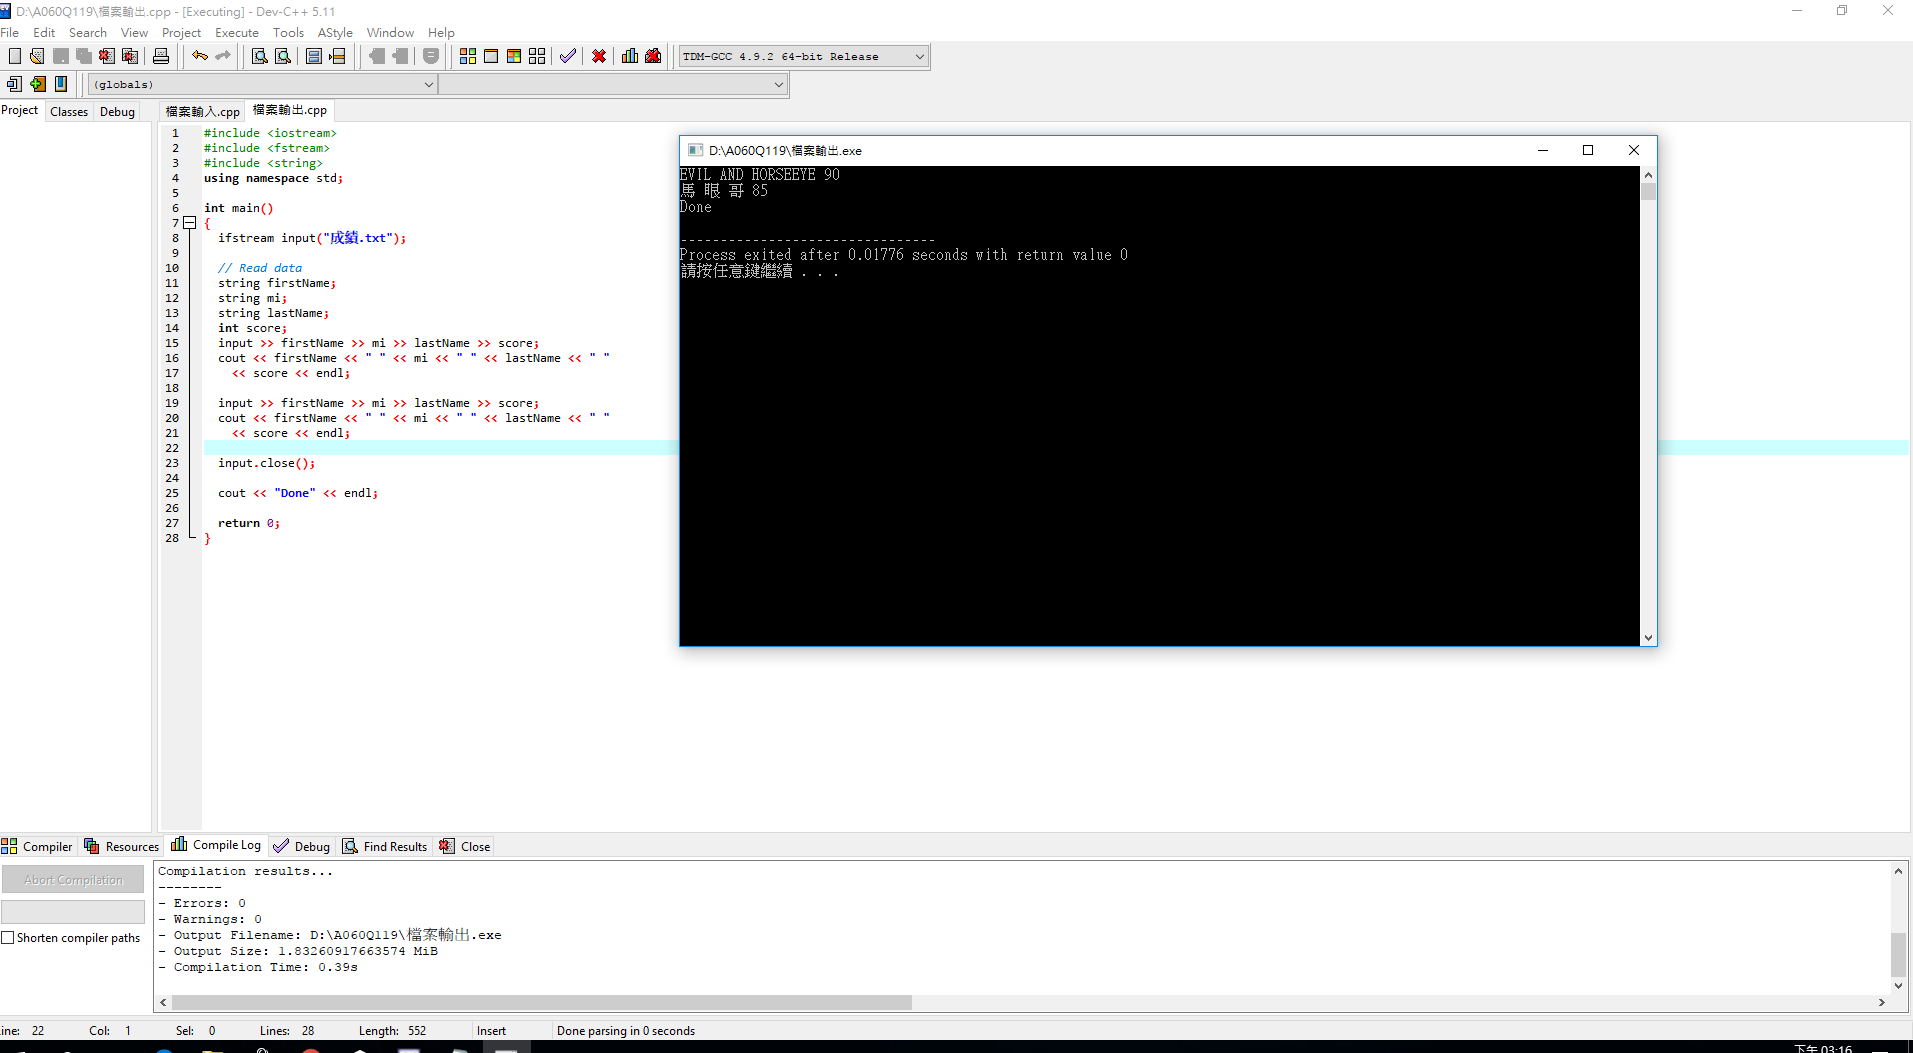 D:\A060Q119\檔案輸出.cpp - [Executing] - Dev-C++ 5.11
File Edit Search View Project Execute Tools AStyle Window Help
TDM-GCC 4.9.2 64-bit Release
(globals)
Project Classes Debug
檔案輸入.cpp 檔案輸出.cpp
1 #include <iostream>
2 #include <fstream>
3 #include <string>
4 using namespace std;
5
6 int main()
7 {
8 ifstream input("成績.txt");
9
10 // Read data
11 string firstName;
12 string mi;
13 string lastName;
14 int score;
15 input >> firstName >> mi >> lastName >> score;
16 cout << firstName << " " << mi << " " << lastName << " "
17 << score << endl;
18
19 input >> firstName >> mi >> lastName >> score;
20 cout << firstName << " " << mi << " " << lastName << " "
21 << score << endl;
22
23 input.close();
24
25 cout << "Done" << endl;
26
27 return 0;
28 }
D:\A060Q119\檔案輸出.exe
EVIL AND HORSEEYE 90
馬 眼 哥 85
Done
--------------------------------
Process exited after 0.01776 seconds with return value 0
請按任意鍵繼續 . . .
Compiler Resources Compile Log Debug Find Results Close
Abort Compilation
Shorten compiler paths
Compilation results...
--------
- Errors: 0
- Warnings: 0
- Output Filename: D:\A060Q119\檔案輸出.exe
- Output Size: 1.83260917663574 MiB
- Compilation Time: 0.39s
ine: 22 Col: 1 Sel: 0 Lines: 28 Length: 552 Insert Done parsing in 0 seconds
下午 03:16